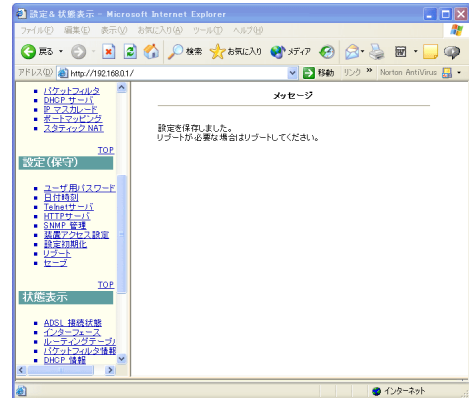 設定&状態表示 - Microsoft Internet Explorer
ファイル(F) 編集(E) 表示(V) お気に入り(A) ツール(T) ヘルプ(H)
戻る 検索 お気に入り メディア
アドレス(D) http://192.168.0.1/ 移動 リンク » Norton AntiVirus
パケットフィルタ
DHCP サーバ
IP マスカレード
ポートマッピング
スタティック NAT
TOP
設定(保守)
ユーザ用パスワード
日付時刻
Telnetサーバ
HTTPサーバ
SNMP 管理
装置アクセス設定
設定初期化
リブート
セーブ
TOP
状態表示
ADSL 接続状態
インターフェース
ルーティングテーブル
パケットフィルタ情報
DHCP 情報
メッセージ
設定を保存しました。
リブートが必要な場合はリブートしてください。
インターネット